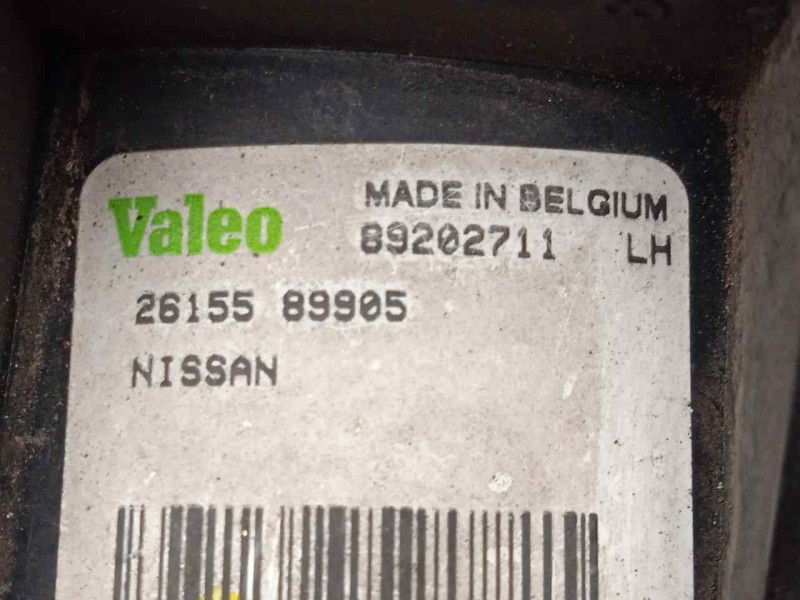 Valeo MADE IN BELGIUM
89202711 LH
26155 89905
NISSAN